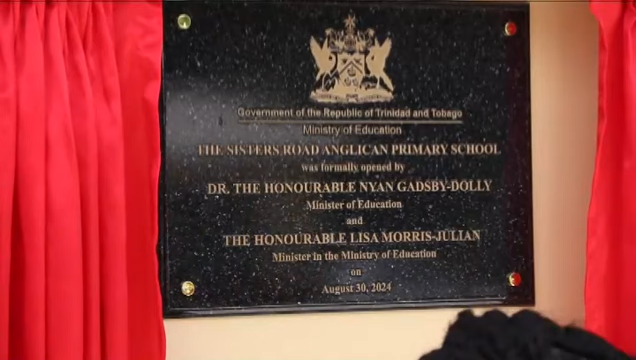 Government of the Republic of Trinidad and Tobago
Ministry of Education
THE SISTERS ROAD ANGLICAN PRIMARY SCHOOL
was formally opened by
DR. THE HONOURABLE NYAN GADSBY-DOLLY
Minister of Education
and
THE HONOURABLE LISA MORRIS-JULIAN
Minister in the Ministry of Education
on
August 30, 2024